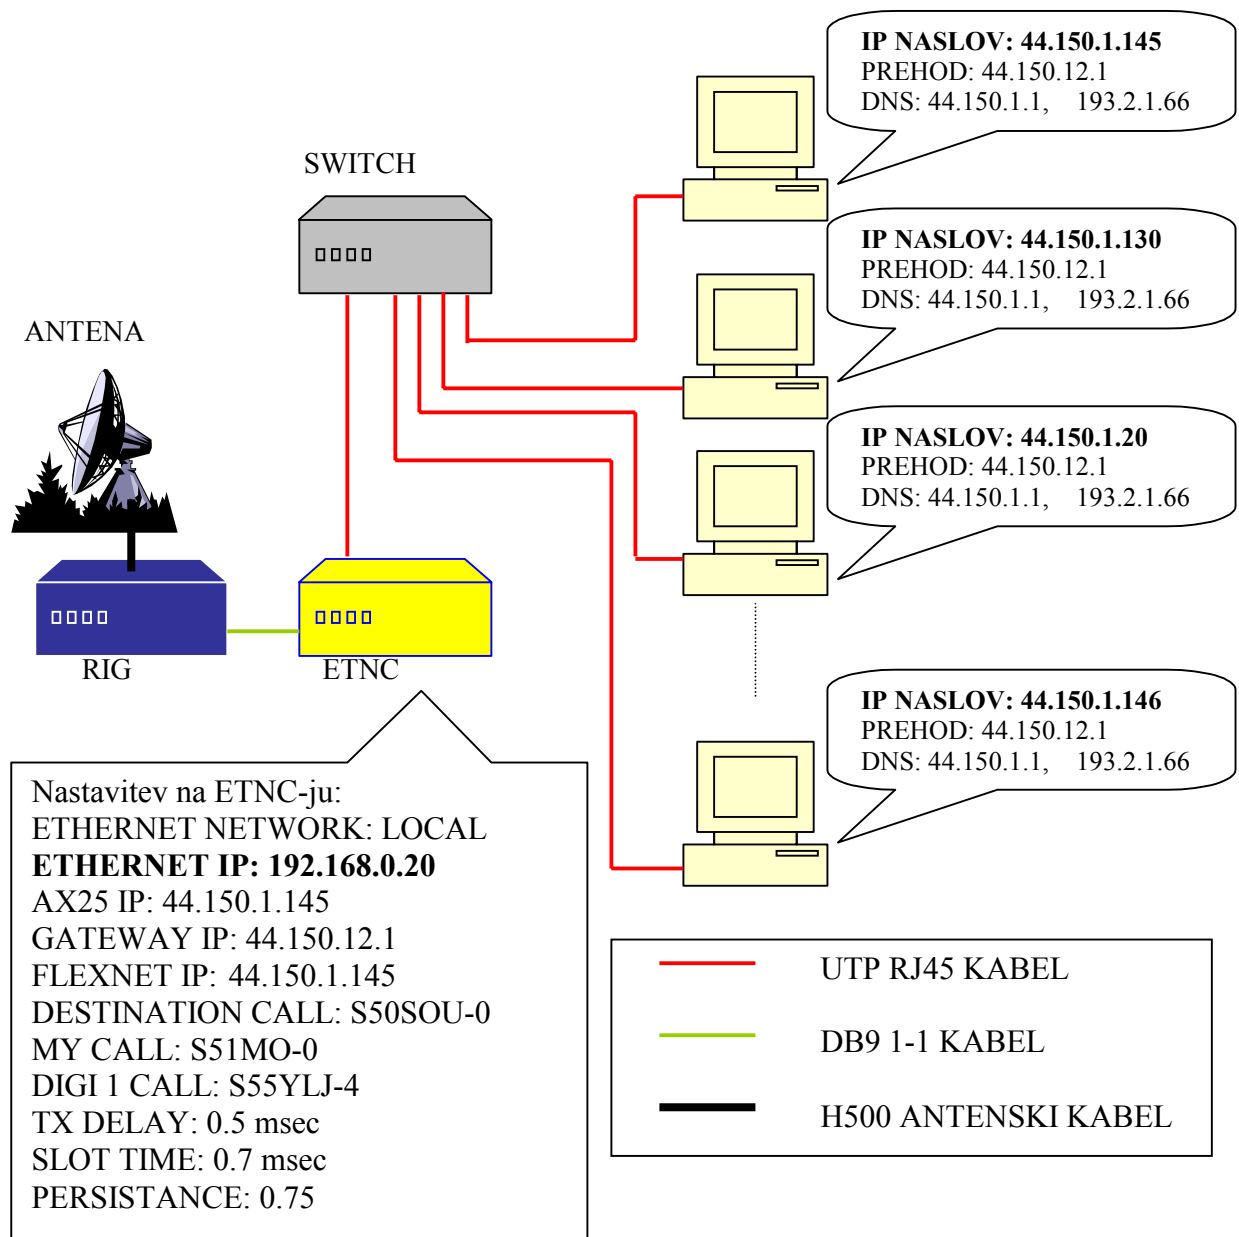 IP NASLOV: 44.150.1.145
PREHOD: 44.150.12.1
DNS: 44.150.1.1, 193.2.1.66
SWITCH
IP NASLOV: 44.150.1.130
PREHOD: 44.150.12.1
DNS: 44.150.1.1, 193.2.1.66
ANTENA
IP NASLOV: 44.150.1.20
PREHOD: 44.150.12.1
DNS: 44.150.1.1, 193.2.1.66
RIG
ETNC
IP NASLOV: 44.150.1.146
PREHOD: 44.150.12.1
DNS: 44.150.1.1, 193.2.1.66
Nastavitev na ETNC-ju:
ETHERNET NETWORK: LOCAL
ETHERNET IP: 192.168.0.20
AX25 IP: 44.150.1.145
GATEWAY IP: 44.150.12.1
FLEXNET IP: 44.150.1.145
DESTINATION CALL: S50SOU-0
MY CALL: S51MO-0
DIGI 1 CALL: S55YLJ-4
TX DELAY: 0.5 msec
SLOT TIME: 0.7 msec
PERSISTANCE: 0.75
UTP RJ45 KABEL
DB9 1-1 KABEL
H500 ANTENSKI KABEL